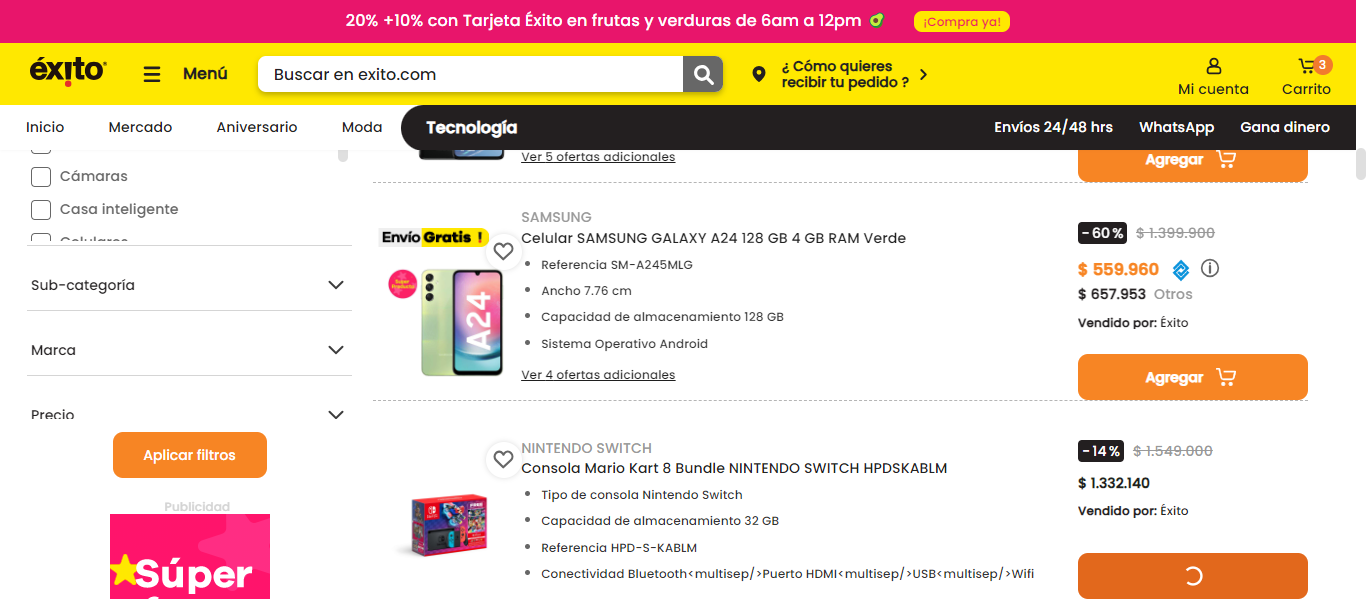 20% +10% con Tarjeta Éxito en frutas y verduras de 6am a 12pm
¡Compra ya!
éxito
Menú
Buscar en exito.com
¿ Cómo quieres
recibir tu pedido ?
Mi cuenta
3
Carrito
Inicio
Mercado
Aniversario
Moda
Tecnología
Envíos 24/48 hrs
WhatsApp
Gana dinero
Cámaras
Casa inteligente
Celulares
Sub-categoría
Marca
Precio
Aplicar filtros
Publicidad
Súper
Ver 5 ofertas adicionales
Agregar
Envío Gratis !
Súper
Producto
A24
SAMSUNG
Celular SAMSUNG GALAXY A24 128 GB 4 GB RAM Verde
Referencia SM-A245MLG
Ancho 7.76 cm
Capacidad de almacenamiento 128 GB
Sistema Operativo Android
Ver 4 ofertas adicionales
- 60 %
$ 1.399.900
$ 559.960
$ 657.953 Otros
Vendido por: Éxito
Agregar
NINTENDO SWITCH
Consola Mario Kart 8 Bundle NINTENDO SWITCH HPDSKABLM
Tipo de consola Nintendo Switch
Capacidad de almacenamiento 32 GB
Referencia HPD-S-KABLM
Conectividad Bluetooth<multisep/>Puerto HDMI<multisep/>USB<multisep/>Wifi
- 14 %
$ 1.549.000
$ 1.332.140
Vendido por: Éxito